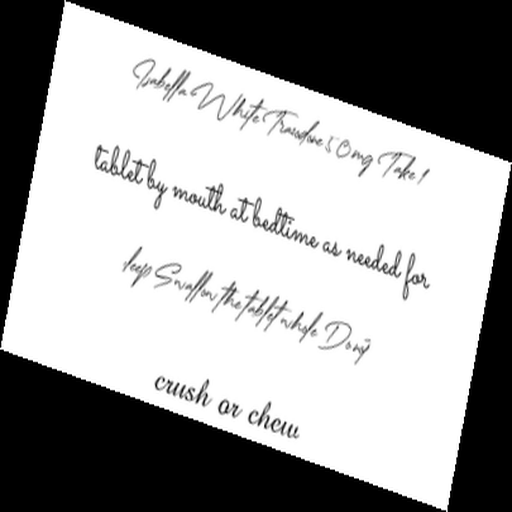 Isabella White Trazodone 50mg Take 1
tablet by mouth at bedtime as needed for
sleep Swallow the tablet whole Don't
crush or chew